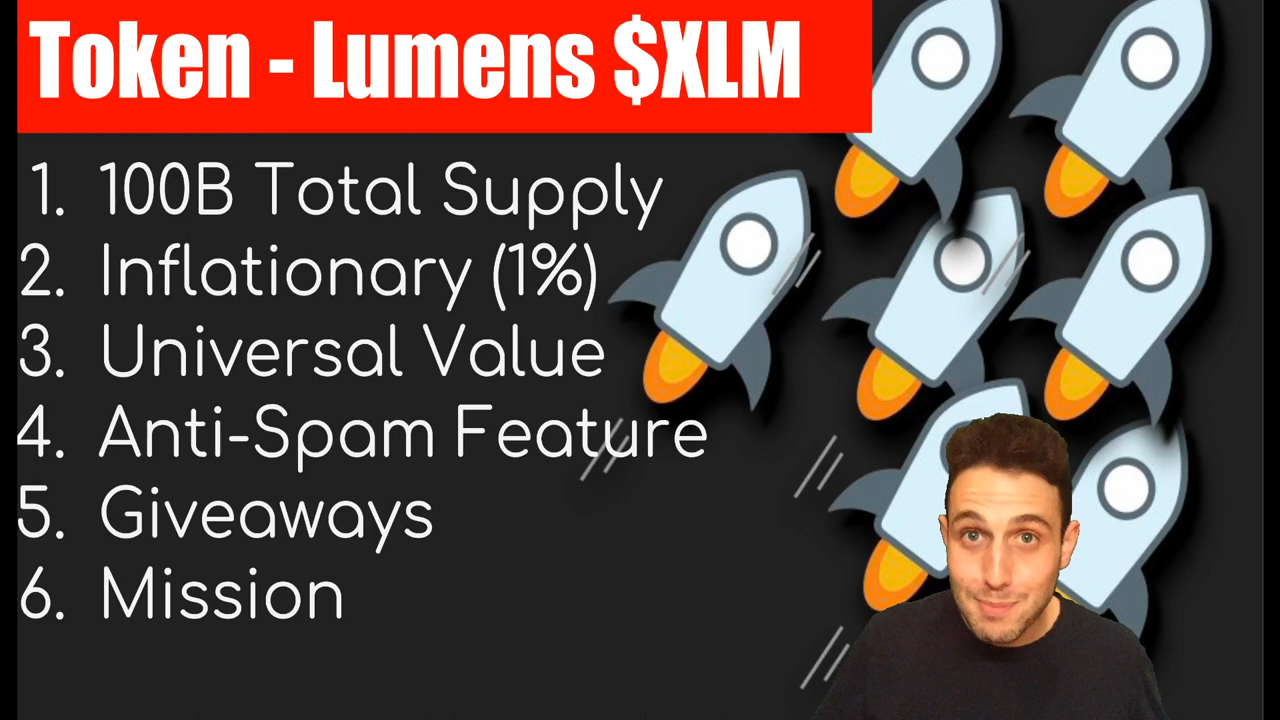 Token - Lumens $XLM
1. 100B Total Supply
2. Inflationary (1%)
3. Universal Value
4. Anti-Spam Feature
5. Giveaways
6. Mission